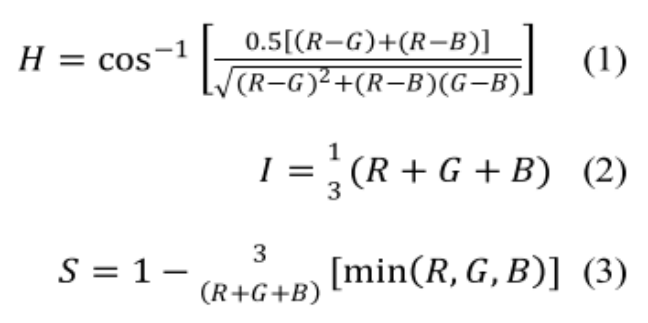 H = cos⁻¹ [ 0.5[(R−G)+(R−B)] / √((R−G)²+(R−B)(G−B)) ] (1)
I = 1/3 (R + G + B) (2)
S = 1 − 3/(R+G+B) [min(R, G, B)] (3)